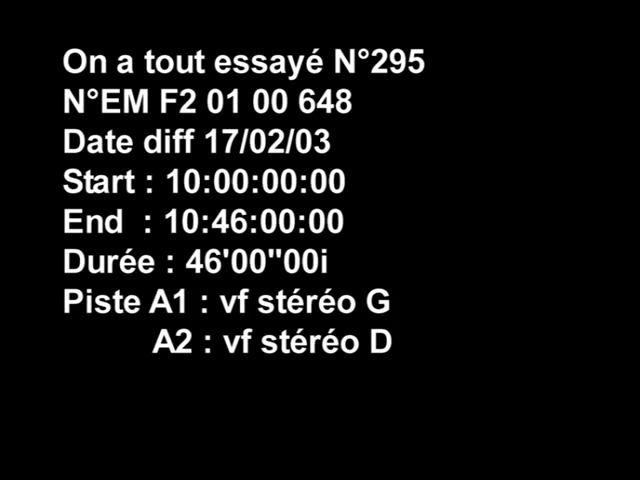 On a tout essayé N°295
N°EM F2 01 00 648
Date diff 17/02/03
Start : 10:00:00:00
End  : 10:46:00:00
Durée : 46'00"00i
Piste A1 : vf stéréo G
A2 : vf stéréo D